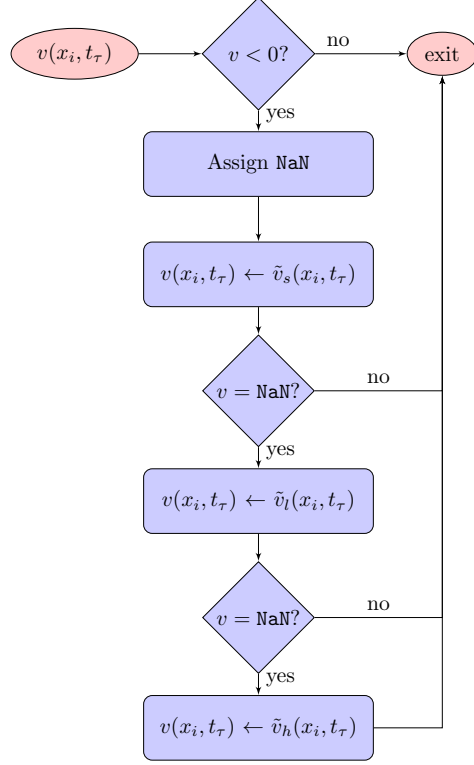 v(x_i, t_τ)
v < 0?
no
exit
yes
Assign NaN
v(x_i, t_τ) ← ṽ_s(x_i, t_τ)
v = NaN?
no
yes
v(x_i, t_τ) ← ṽ_l(x_i, t_τ)
v = NaN?
no
yes
v(x_i, t_τ) ← ṽ_h(x_i, t_τ)